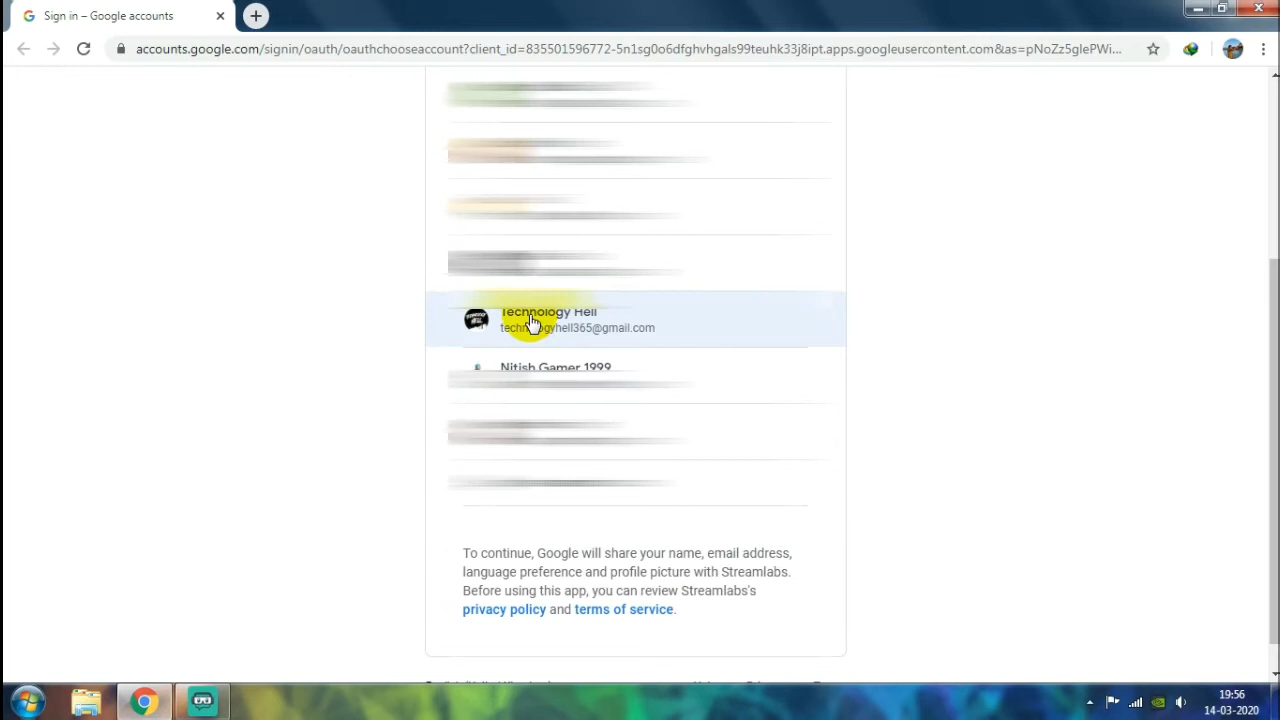 Sign in – Google accounts
accounts.google.com/signin/oauth/oauthchooseaccount?client_id=835501596772-5n1sg0o6dfghvhgals99teuhk33j8ipt.apps.googleusercontent.com&as=pNoZz5glePWi...
Technology Hell
technologyhell365@gmail.com
Nitish Gamer 1999
To continue, Google will share your name, email address,
language preference and profile picture with Streamlabs.
Before using this app, you can review Streamlabs's
privacy policy and terms of service.
19:56
14-03-2020